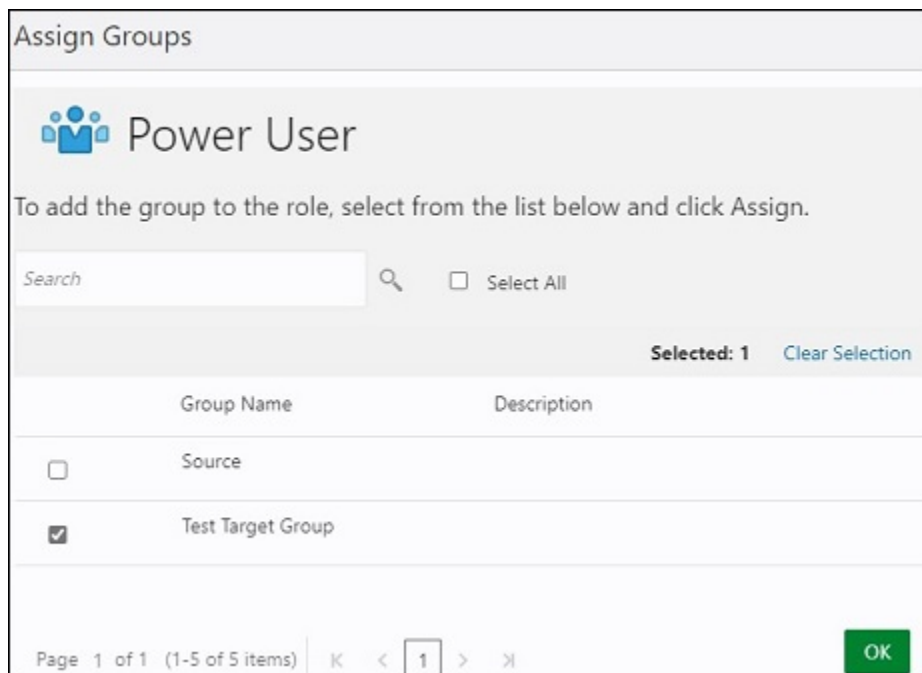 Assign Groups
Power User
To add the group to the role, select from the list below and click Assign.
Search Select All
Selected: 1 Clear Selection
Group Name Description
Source
Test Target Group
Page 1 of 1 (1-5 of 5 items) K < 1 > >| OK